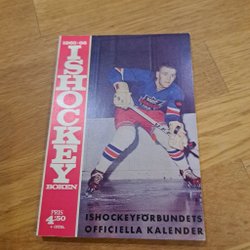 1965-66
ISHOCKEY
BOKEN
PRIS
4:50
ISHOCKEYFÖRBUNDETS
OFFICIELLA KALENDER